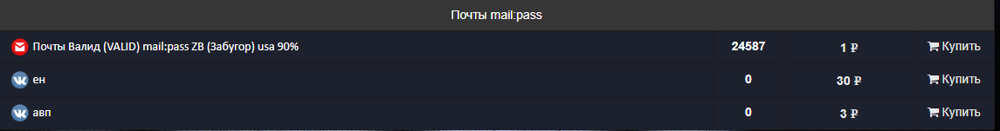 Почты mail:pass
Почты Валид (VALID) mail:pass ZB (Забугор) usa 90% 24587 1 ₽ Купить
ен 0 30 ₽ Купить
авп 0 3 ₽ Купить